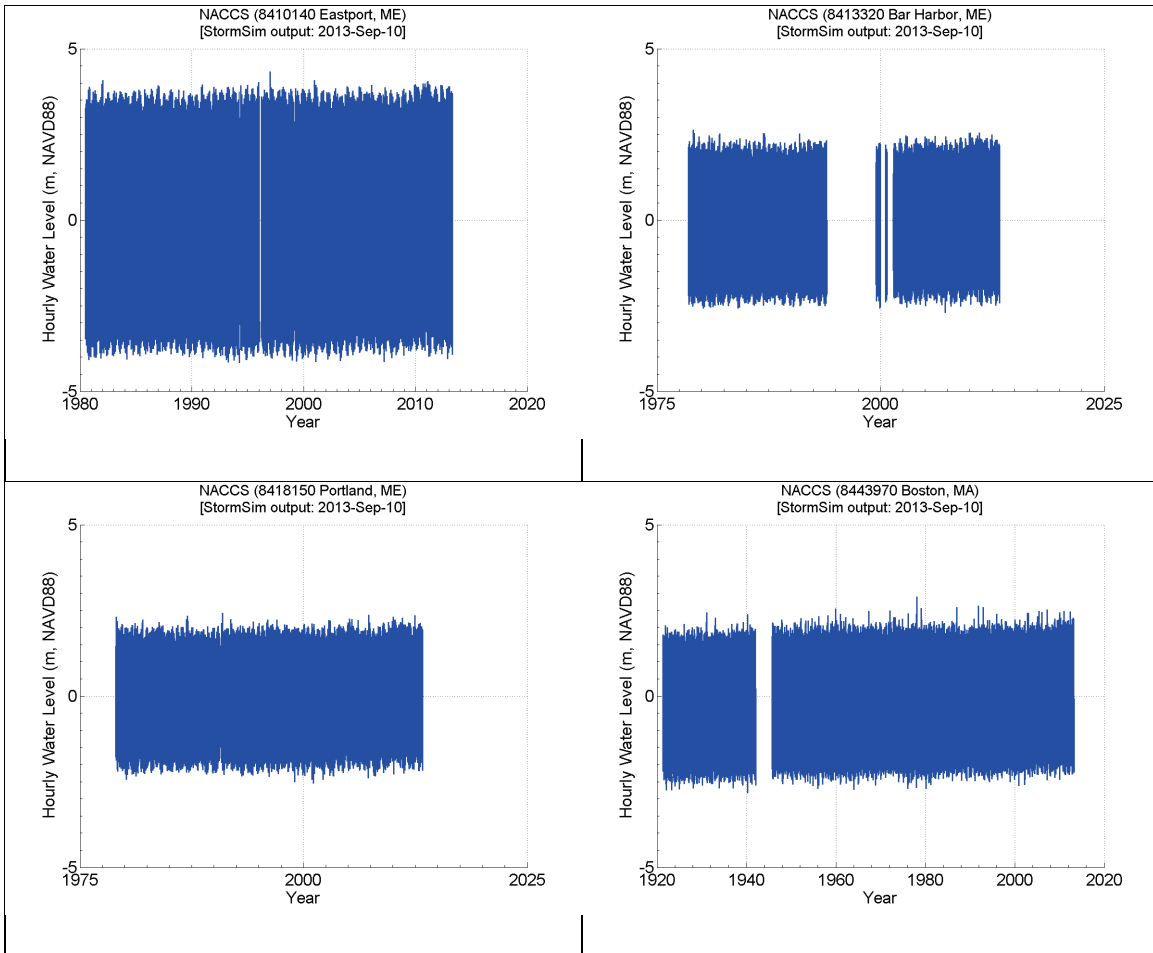 NACCS (8410140 Eastport, ME)
[StormSim output: 2013-Sep-10]
5
0
-5
Hourly Water Level (m, NAVD88)
1980
1990
2000
2010
2020
Year
NACCS (8413320 Bar Harbor, ME)
[StormSim output: 2013-Sep-10]
5
0
-5
Hourly Water Level (m, NAVD88)
1975
2000
2025
Year
NACCS (8418150 Portland, ME)
[StormSim output: 2013-Sep-10]
5
0
-5
Hourly Water Level (m, NAVD88)
1975
2000
2025
Year
NACCS (8443970 Boston, MA)
[StormSim output: 2013-Sep-10]
5
0
-5
Hourly Water Level (m, NAVD88)
1920
1940
1960
1980
2000
2020
Year